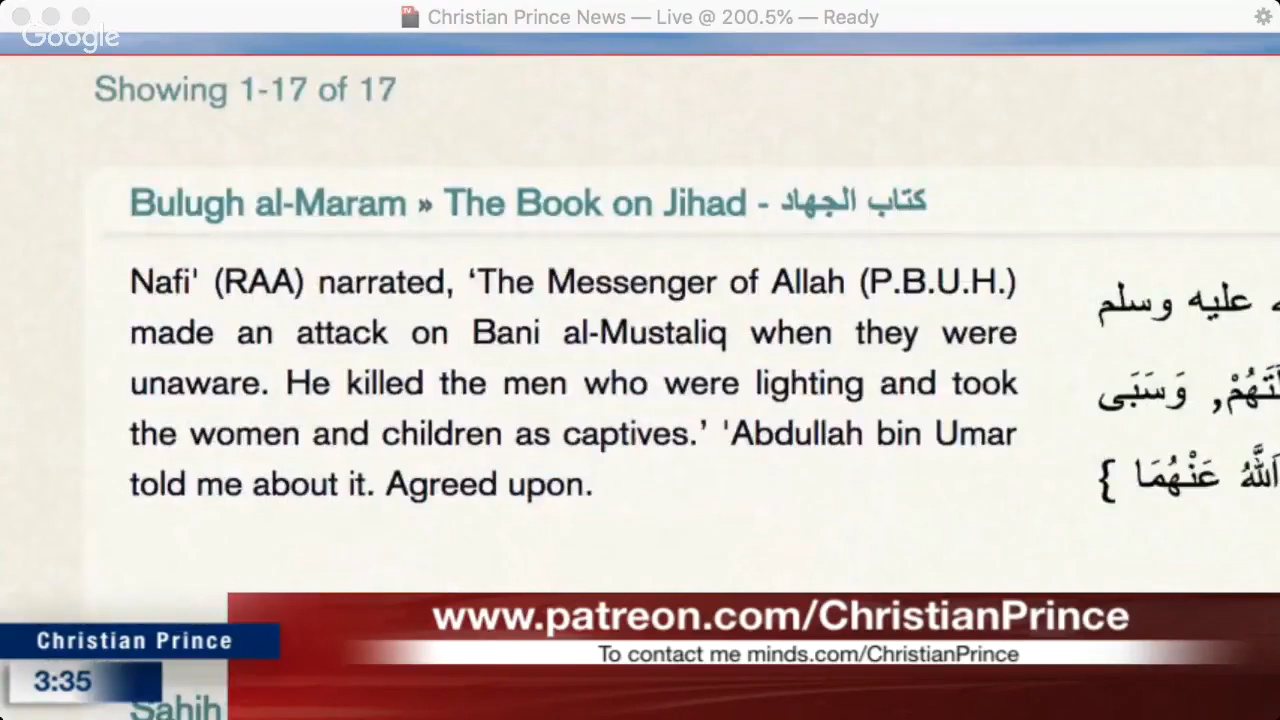 Christian Prince News — Live @ 200.5% — Ready
Google
Showing 1-17 of 17
Bulugh al-Maram » The Book on Jihad - كتاب الجهاد
Nafi' (RAA) narrated, ‘The Messenger of Allah (P.B.U.H.)
made an attack on Bani al-Mustaliq when they were
unaware. He killed the men who were lighting and took
the women and children as captives.’ 'Abdullah bin Umar
told me about it. Agreed upon.
عليه وسلم
وَسَبَى
اَللَّهُ عَنْهُمَا }
www.patreon.com/ChristianPrince
Christian Prince
To contact me minds.com/ChristianPrince
3:35
Sahih